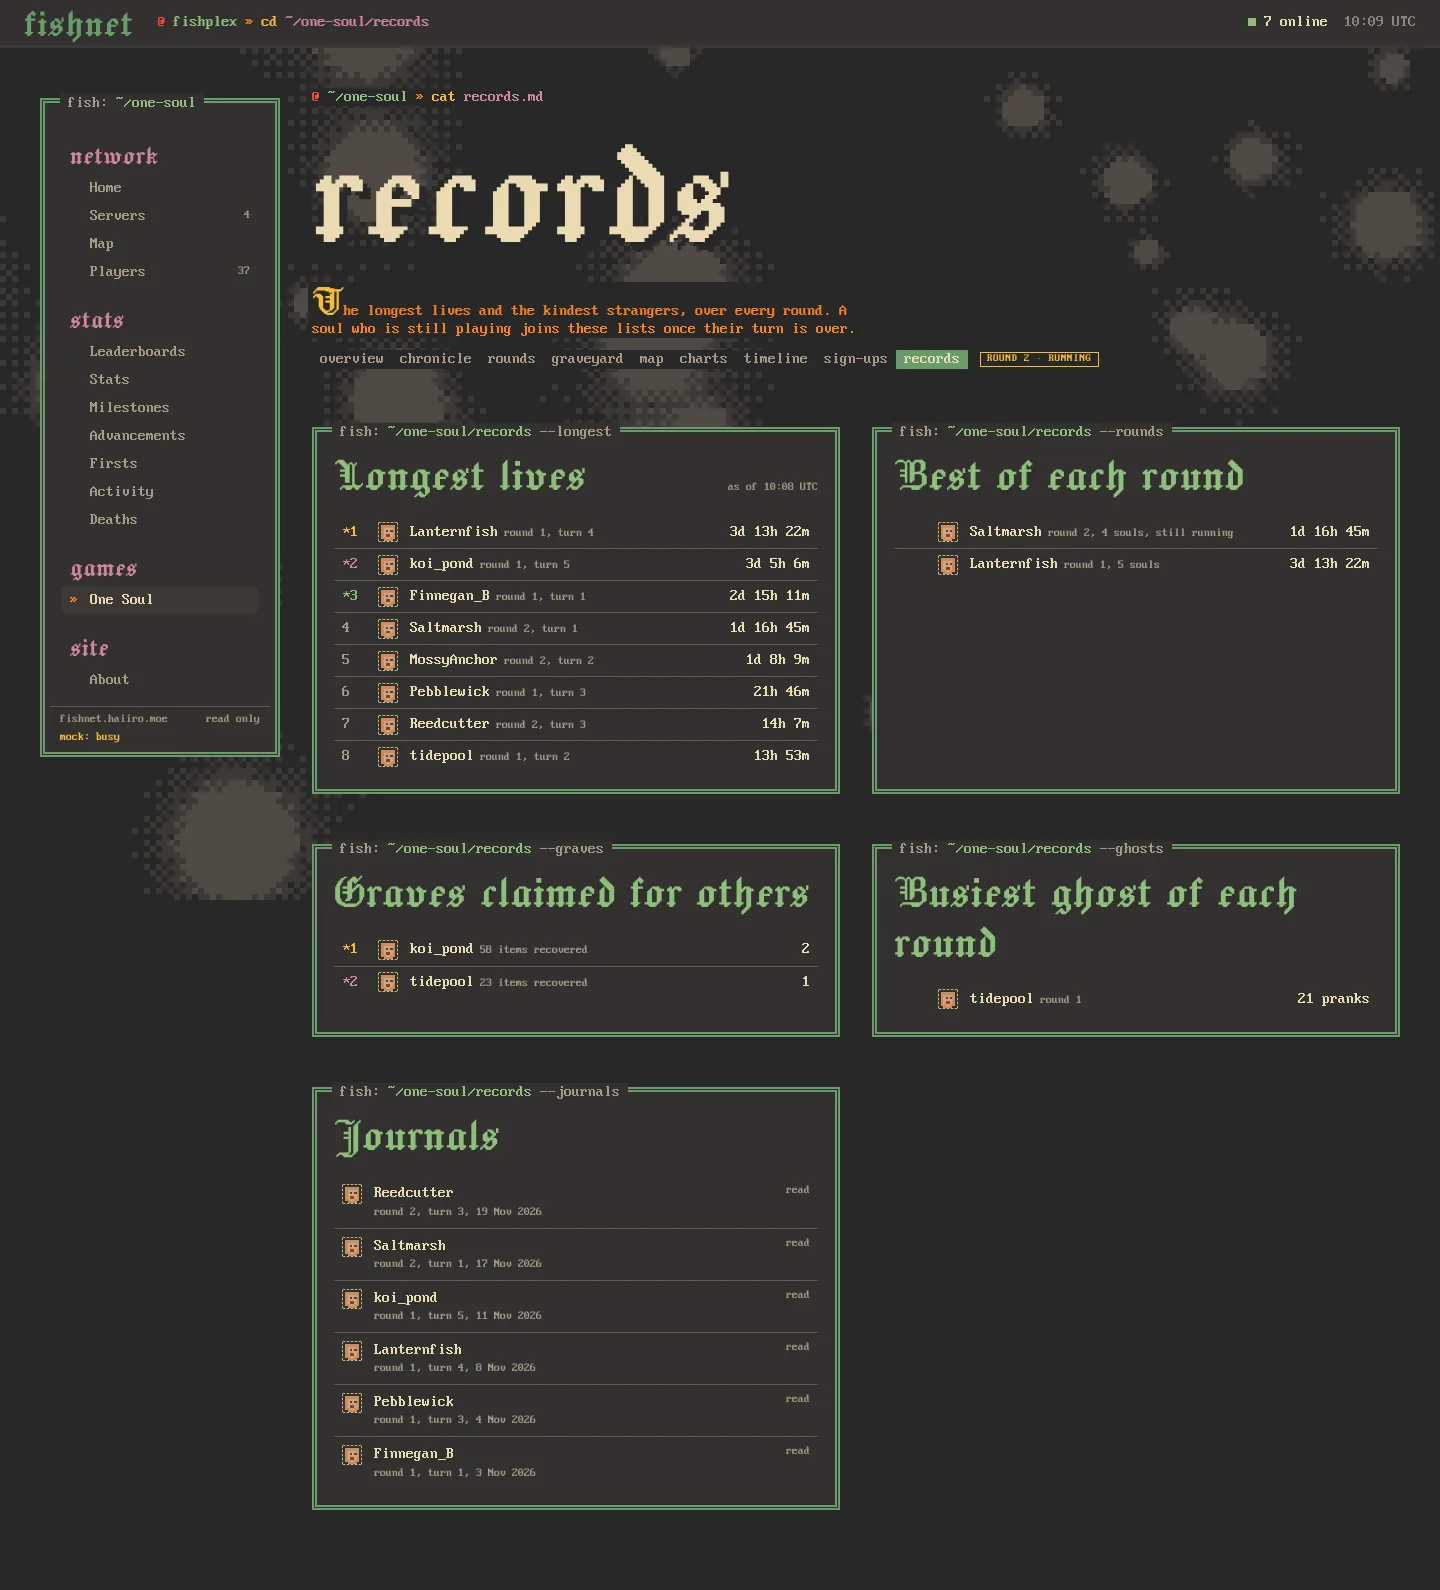 fishnet
@ fishplex » cd ~/one-soul/records
7 online 10:09 UTC
fish: ~/one-soul
network
Home
Servers 4
Map
Players 37
stats
Leaderboards
Stats
Milestones
Advancements
Firsts
Activity
Deaths
games
» One Soul
site
About
fishnet.haiiro.moe read only
mock: busy
@ ~/one-soul » cat records.md
records
The longest lives and the kindest strangers, over every round. A
soul who is still playing joins these lists once their turn is over.
overview chronicle rounds graveyard map charts timeline sign-ups records ROUND 2 · RUNNING
fish: ~/one-soul/records --longest
Longest lives
as of 10:08 UTC
*1 Lanternfish round 1, turn 4 3d 13h 22m
*2 koi_pond round 1, turn 5 3d 5h 6m
*3 Finnegan_B round 1, turn 1 2d 15h 11m
4 Saltmarsh round 2, turn 1 1d 16h 45m
5 MossyAnchor round 2, turn 2 1d 8h 9m
6 Pebblewick round 1, turn 3 21h 46m
7 Reedcutter round 2, turn 3 14h 7m
8 tidepool round 1, turn 2 13h 53m
fish: ~/one-soul/records --rounds
Best of each round
Saltmarsh round 2, 4 souls, still running 1d 16h 45m
Lanternfish round 1, 5 souls 3d 13h 22m
fish: ~/one-soul/records --graves
Graves claimed for others
*1 koi_pond 58 items recovered 2
*2 tidepool 23 items recovered 1
fish: ~/one-soul/records --ghosts
Busiest ghost of each
round
tidepool round 1 21 pranks
fish: ~/one-soul/records --journals
Journals
Reedcutter read
round 2, turn 3, 19 Nov 2026
Saltmarsh read
round 2, turn 1, 17 Nov 2026
koi_pond read
round 1, turn 5, 11 Nov 2026
Lanternfish read
round 1, turn 4, 8 Nov 2026
Pebblewick read
round 1, turn 3, 4 Nov 2026
Finnegan_B read
round 1, turn 1, 3 Nov 2026